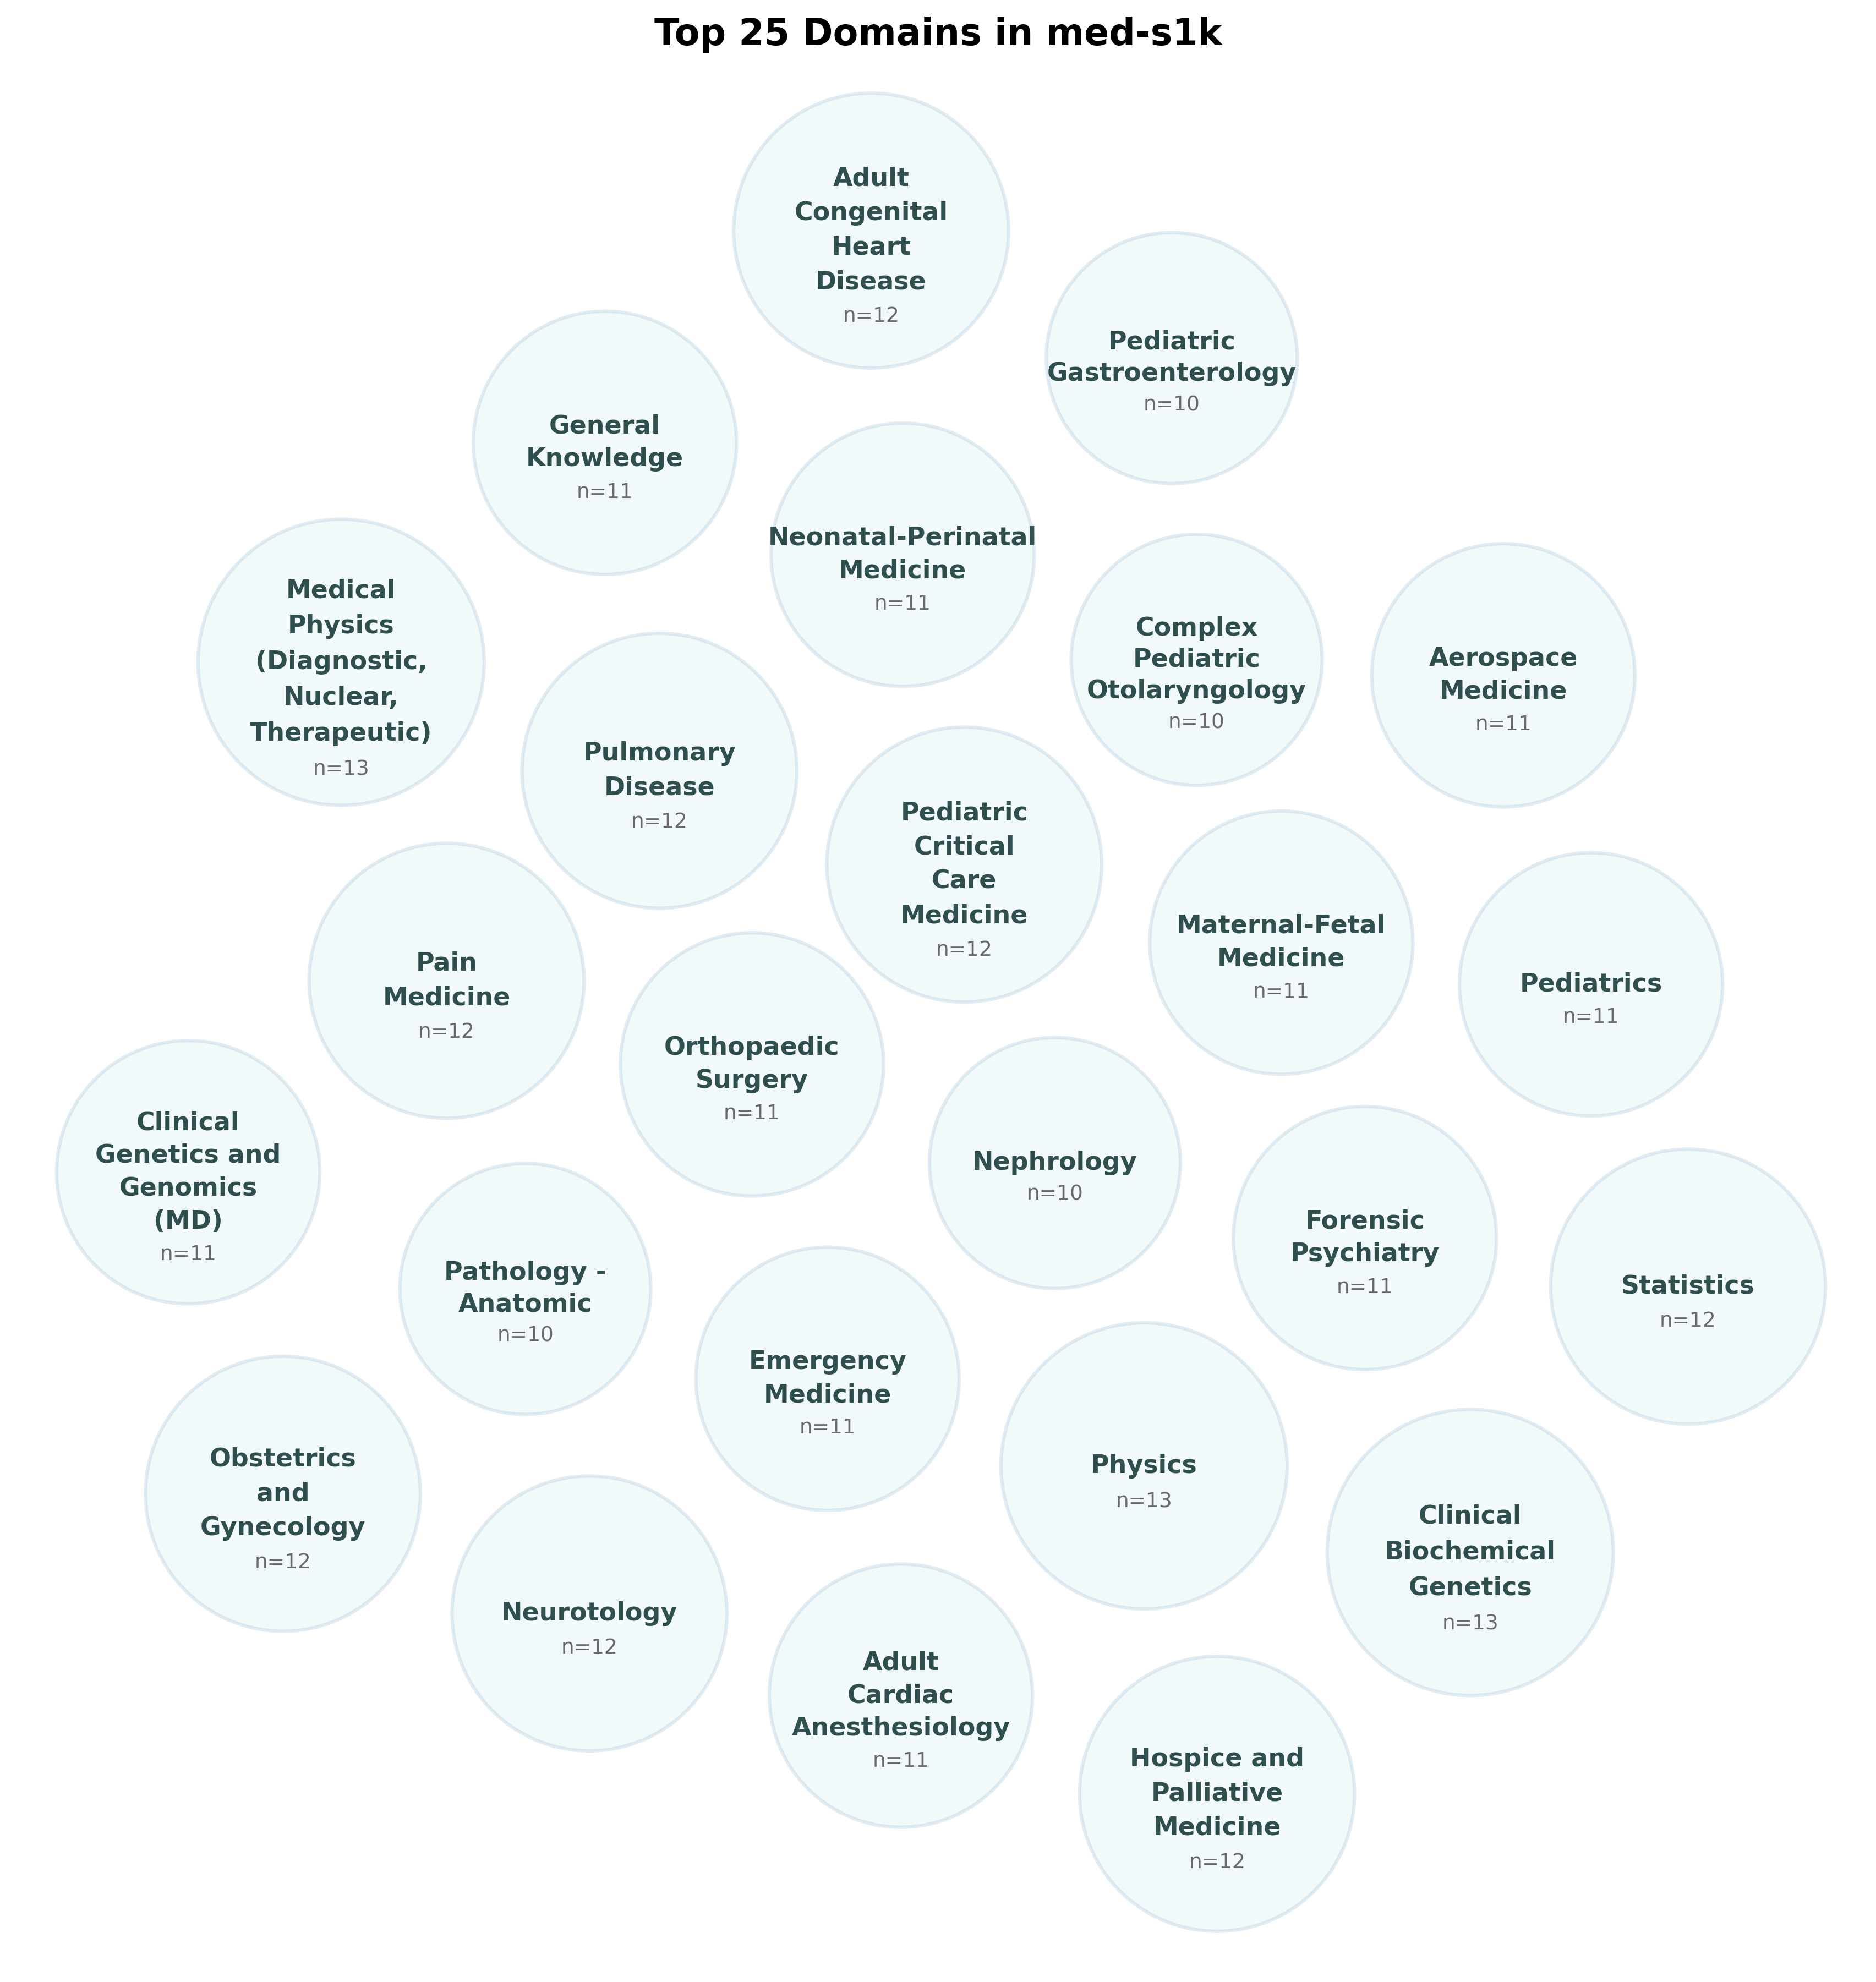 Top 25 Domains in med-s1k
Adult
Congenital
Heart
Disease
n=12
Pediatric
Gastroenterology
n=10
General
Knowledge
n=11
Neonatal-Perinatal
Medicine
n=11
Medical
Physics
(Diagnostic,
Nuclear,
Therapeutic)
n=13
Complex
Pediatric
Otolaryngology
n=10
Aerospace
Medicine
n=11
Pulmonary
Disease
n=12
Pediatric
Critical
Care
Medicine
n=12
Maternal-Fetal
Medicine
n=11
Pain
Medicine
n=12
Pediatrics
n=11
Orthopaedic
Surgery
n=11
Clinical
Genetics and
Genomics
(MD)
n=11
Nephrology
n=10
Forensic
Psychiatry
n=11
Pathology -
Anatomic
n=10
Statistics
n=12
Emergency
Medicine
n=11
Obstetrics
and
Gynecology
n=12
Physics
n=13
Clinical
Biochemical
Genetics
n=13
Neurotology
n=12
Adult
Cardiac
Anesthesiology
n=11
Hospice and
Palliative
Medicine
n=12